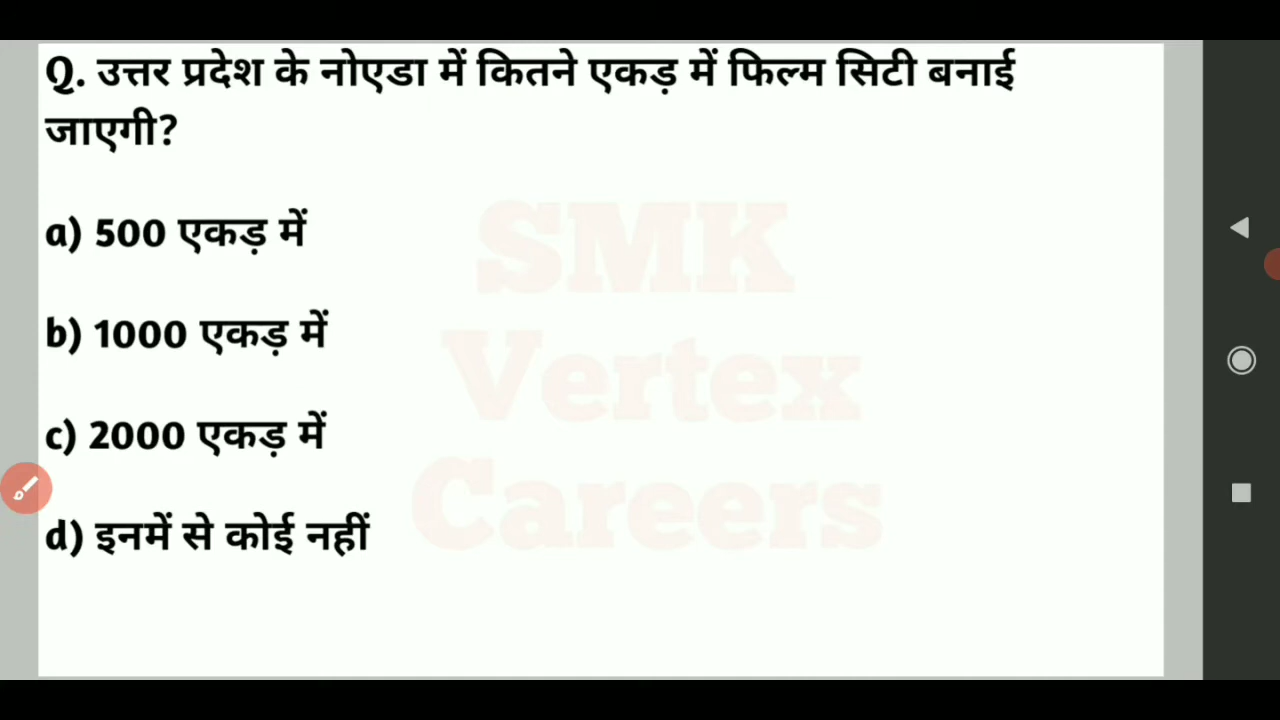 Q. उत्तर प्रदेश के नोएडा में कितने एकड़ में फिल्म सिटी बनाई
जाएगी?
a) 500 एकड़ में
b) 1000 एकड़ में
c) 2000 एकड़ में
d) इनमें से कोई नहीं
SMK
Vertex
Careers